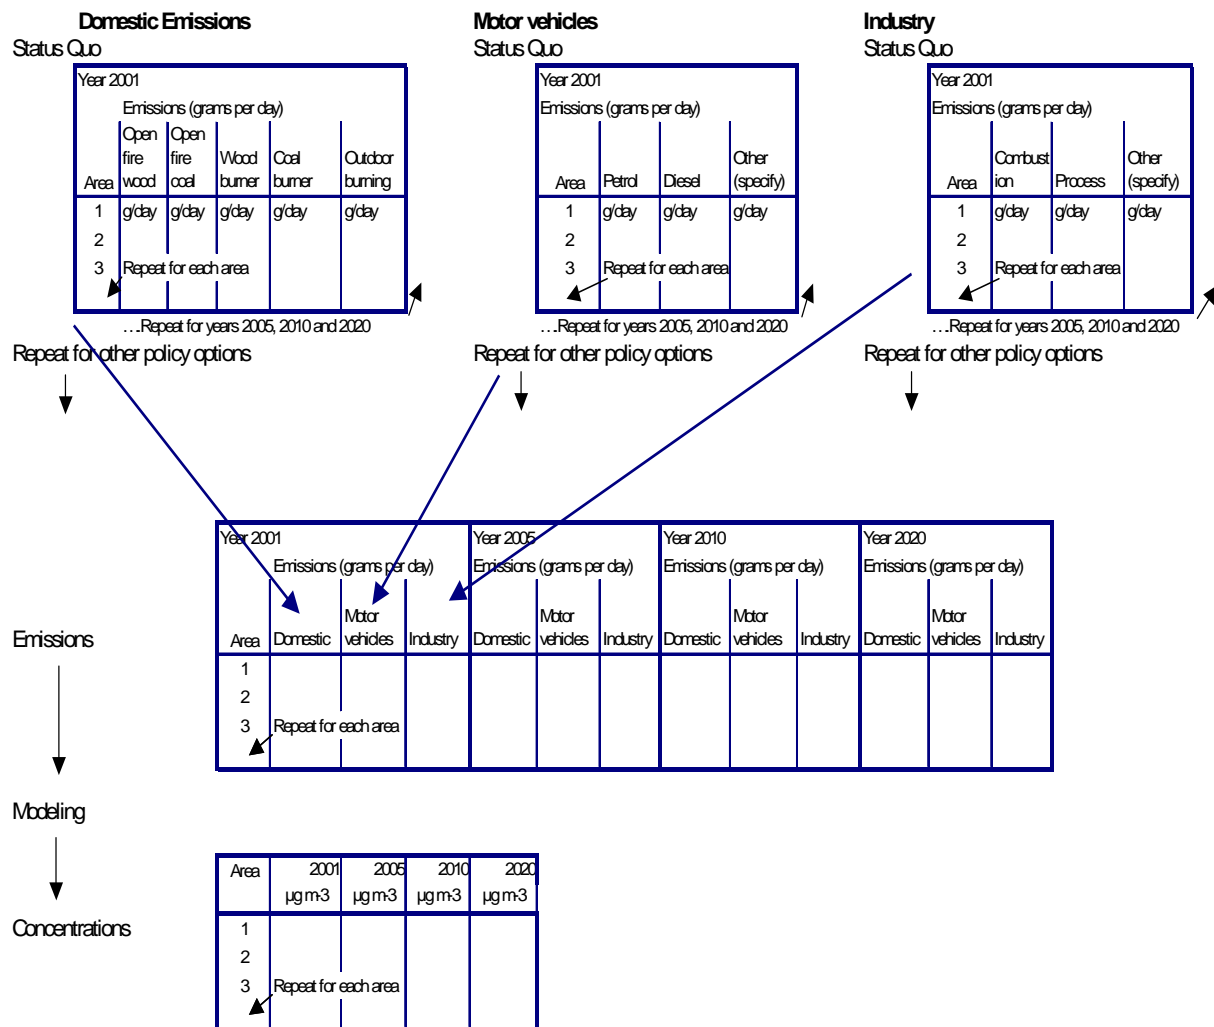 Domestic Emissions Motor vehicles Industry
Status Quo Status Quo Status Quo
Year 2001 Year 2001 Year 2001
Emissions (grams per day) Emissions (grams per day) Emissions (grams per day)
Area Open fire wood Open fire coal Wood burner Coal burner Outdoor burning Area Petrol Diesel Other (specify) Area Combust ion Process Other (specify)
1 g/day g/day g/day g/day g/day 1 g/day g/day g/day 1 g/day g/day g/day
2 2 2
3 Repeat for each area 3 Repeat for each area 3 Repeat for each area
….Repeat for years 2005, 2010 and 2020 ….Repeat for years 2005, 2010 and 2020 ….Repeat for years 2005, 2010 and 2020
Repeat for other policy options Repeat for other policy options Repeat for other policy options
Year 2001 Year 2005 Year 2010 Year 2020
Emissions (grams per day) Emissions (grams per day) Emissions (grams per day) Emissions (grams per day)
Emissions Area Domestic Motor vehicles Industry Domestic Motor vehicles Industry Domestic Motor vehicles Industry Domestic Motor vehicles Industry
1
2
3 Repeat for each area
Modeling
Area 2001 2005 2010 2020
µg m-3 µg m-3 µg m-3 µg m-3
Concentrations 1
2
3 Repeat for each area